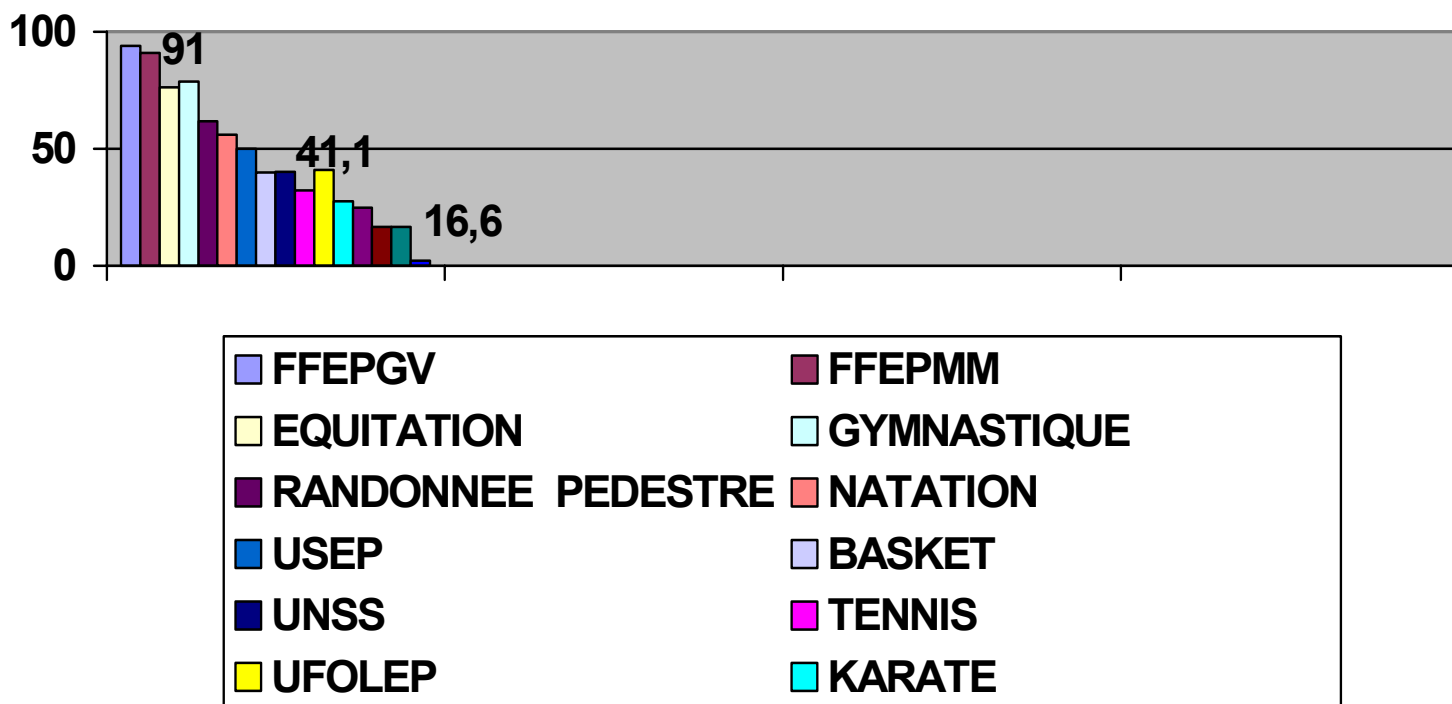 100
91
50
41,1
16,6
0
FFEPGV FFEPMM
EQUITATION GYMNASTIQUE
RANDONNEE PEDESTRE NATATION
USEP BASKET
UNSS TENNIS
UFOLEP KARATE